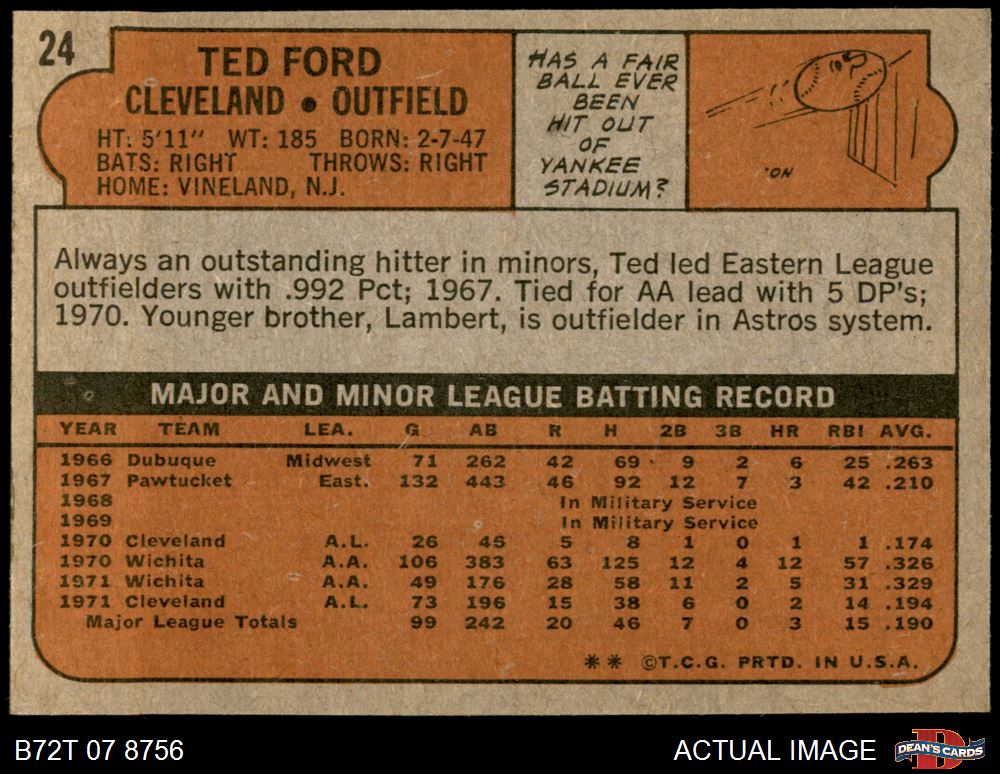 24
TED FORD
CLEVELAND • OUTFIELD
HT: 5'11" WT: 185 BORN: 2-7-47
BATS: RIGHT THROWS: RIGHT
HOME: VINELAND, N.J.
HAS A FAIR
BALL EVER
BEEN
HIT OUT
OF
YANKEE
STADIUM?
'ON
Always an outstanding hitter in minors, Ted led Eastern League
outfielders with .992 Pct; 1967. Tied for AA lead with 5 DP's;
1970. Younger brother, Lambert, is outfielder in Astros system.
MAJOR AND MINOR LEAGUE BATTING RECORD
YEAR TEAM LEA. G AB R H 2B 3B HR RBI AVG.
1966 Dubuque Midwest 71 262 42 69 9 2 6 25 .263
1967 Pawtucket East. 132 443 46 92 12 7 3 42 .210
1968 In Military Service
1969 In Military Service
1970 Cleveland A.L. 26 46 5 8 1 0 1 1 .174
1970 Wichita A.A. 106 383 63 125 12 4 12 57 .326
1971 Wichita A.A. 49 176 28 58 11 2 5 31 .329
1971 Cleveland A.L. 73 196 15 38 6 0 2 14 .194
Major League Totals 99 242 20 46 7 0 3 15 .190
** ©T.C.G. PRTD. IN U.S.A.
B72T 07 8756
ACTUAL IMAGE
DEAN'S CARDS